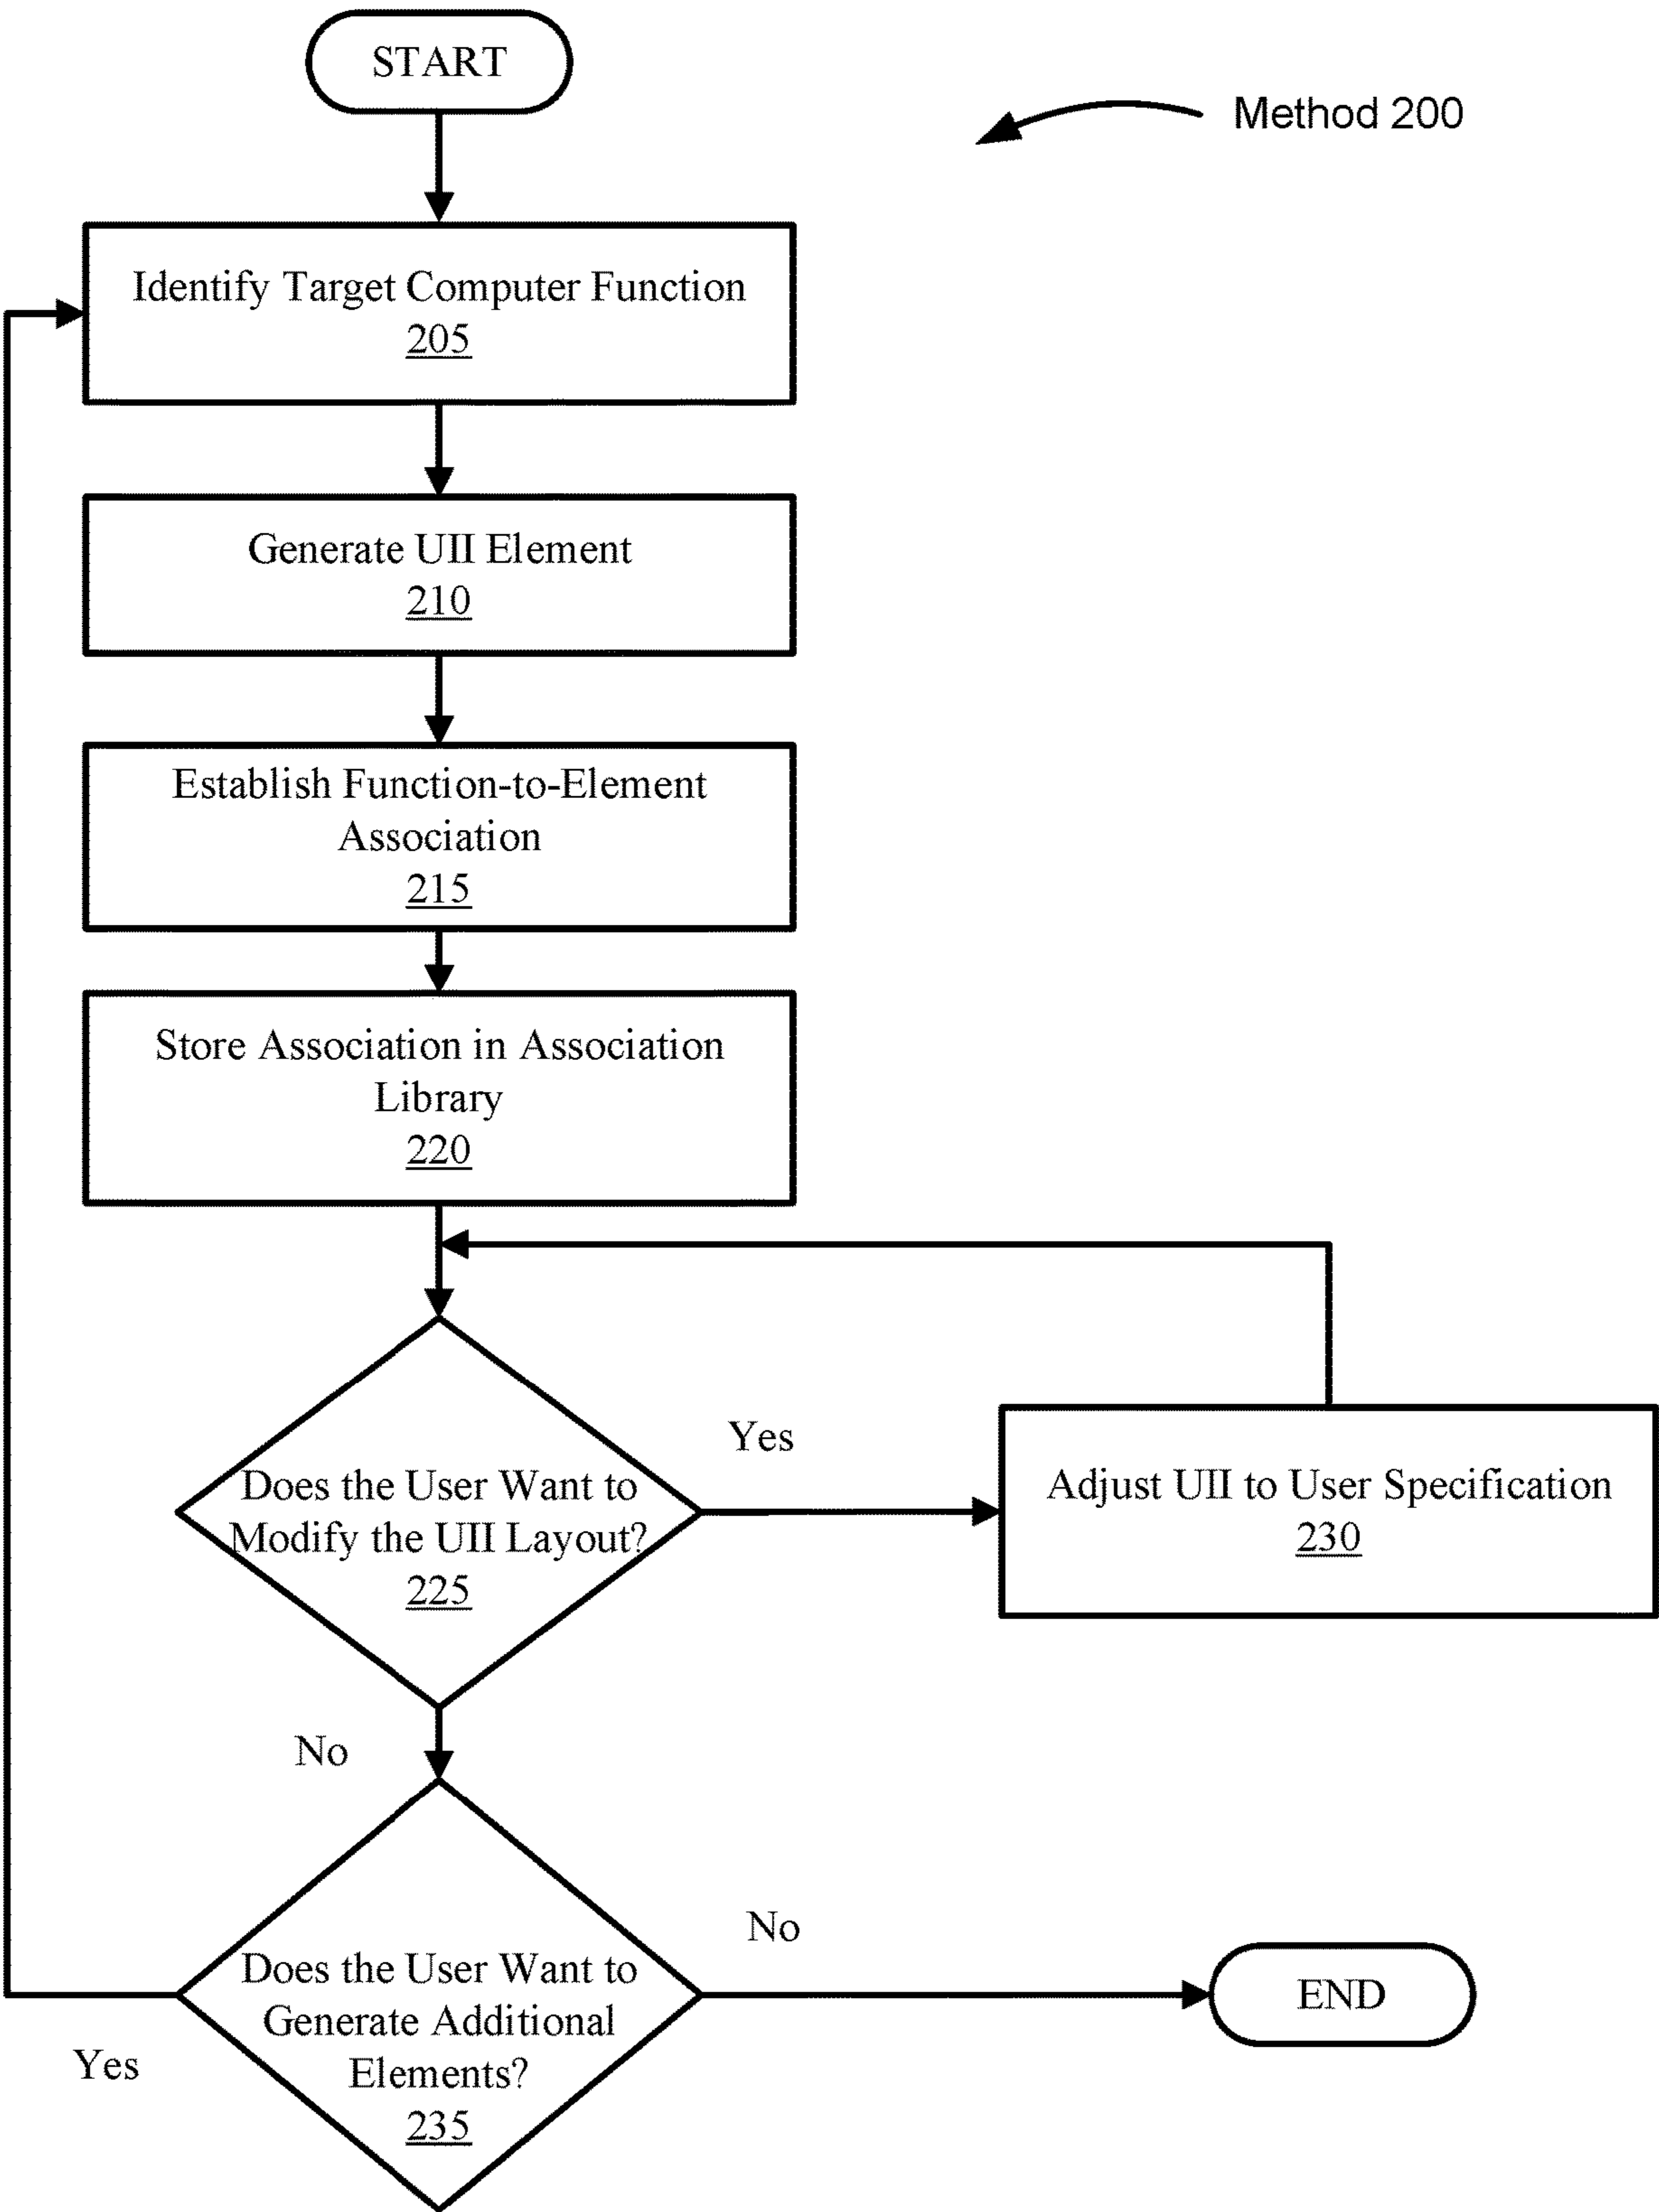 START
Method 200
Identify Target Computer Function
205
Generate UII Element
210
Establish Function-to-Element
Association
215
Store Association in Association
Library
220
Does the User Want to
Modify the UII Layout?
225
Yes
Adjust UII to User Specification
230
No
Does the User Want to
Generate Additional
Elements?
235
No
END
Yes